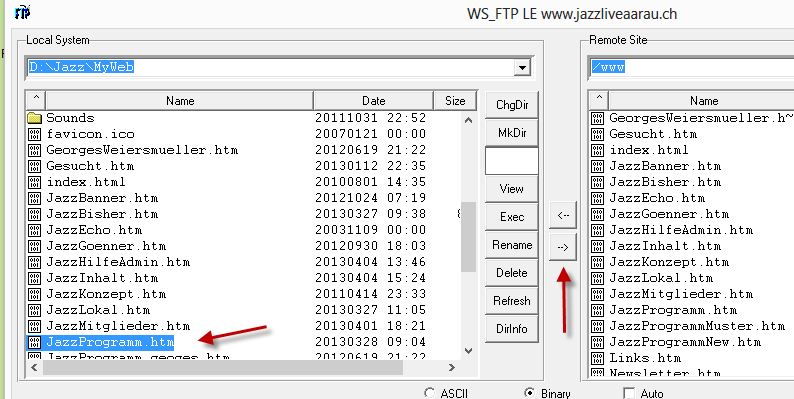 FTP
WS_FTP LE www.jazzliveaarau.ch
Local System
Remote Site
D:\Jazz\MyWeb
/www
^ Name Date Size
^ Name
Sounds 20111031 22:52
favicon.ico 20070121 00:00
GeorgesWeiersmueller.htm 20120619 21:22
Gesucht.htm 20130112 22:35
index.html 20100801 14:35
JazzBanner.htm 20121024 07:19
JazzBisher.htm 20130327 09:38 8
JazzEcho.htm 20031109 00:00
JazzGoenner.htm 20120930 18:03
JazzHilfeAdmin.htm 20130404 13:46
JazzInhalt.htm 20130404 15:24
JazzKonzept.htm 20110414 23:33
JazzLokal.htm 20130327 11:05
JazzMitglieder.htm 20130401 18:21
JazzProgramm.htm 20130328 09:04
JazzProgramm_geoges.htm 20120619 21:22
ChgDir
MkDir
View
Exec
Rename
Delete
Refresh
DirInfo
<--
-->
GeorgesWeiersmueller.h~
Gesucht.htm
index.html
JazzBanner.htm
JazzBisher.htm
JazzEcho.htm
JazzGoenner.htm
JazzHilfeAdmin.htm
JazzInhalt.htm
JazzKonzept.htm
JazzLokal.htm
JazzMitglieder.htm
JazzProgramm.htm
JazzProgrammMuster.htm
JazzProgrammNew.htm
Links.htm
Newsletter.htm
ASCII
Binary
Auto